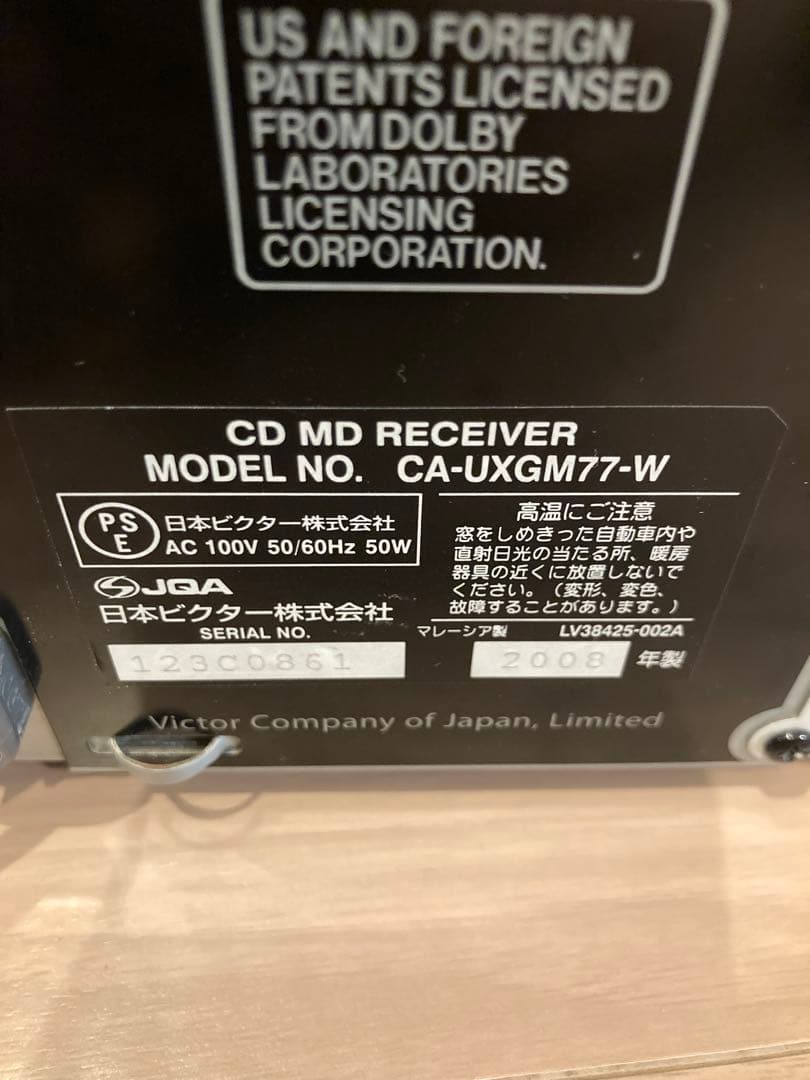 US AND FOREIGN
PATENTS LICENSED
FROM DOLBY
LABORATORIES
LICENSING
CORPORATION.
CD MD RECEIVER
MODEL NO. CA-UXGM77-W
PS
E
日本ビクター株式会社
AC 100V 50/60Hz 50W
JQA
日本ビクター株式会社
SERIAL NO.
123C0861
高温にご注意
窓をしめきった自動車内や
直射日光の当たる所、暖房
器具の近くに放置しないで
ください。（変形、変色、
故障することがあります。）
マレーシア製 LV38425-002A
2008 年製
Victor Company of Japan, Limited